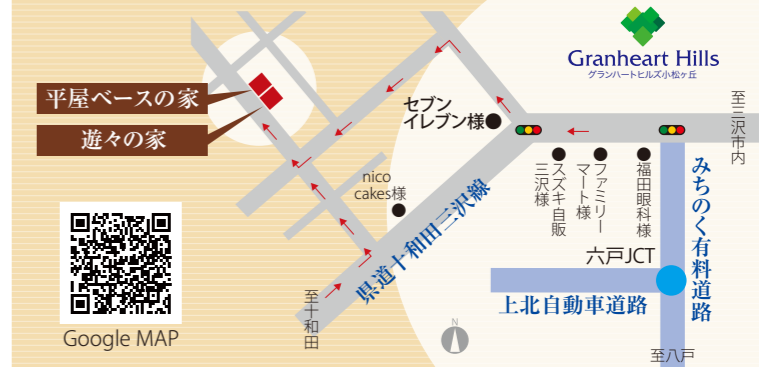 Granheart Hills
グランハートヒルズ小松ヶ丘
平屋ベースの家
遊々の家
セブン
イレブン様
至三沢市内
nico
cakes様
スズキ自販
三沢様
ファミリー
マート様
福田眼科様
みちのく有料道路
県道十和田三沢線
六戸JCT
上北自動車道路
至十和田
Google MAP
N
至八戸